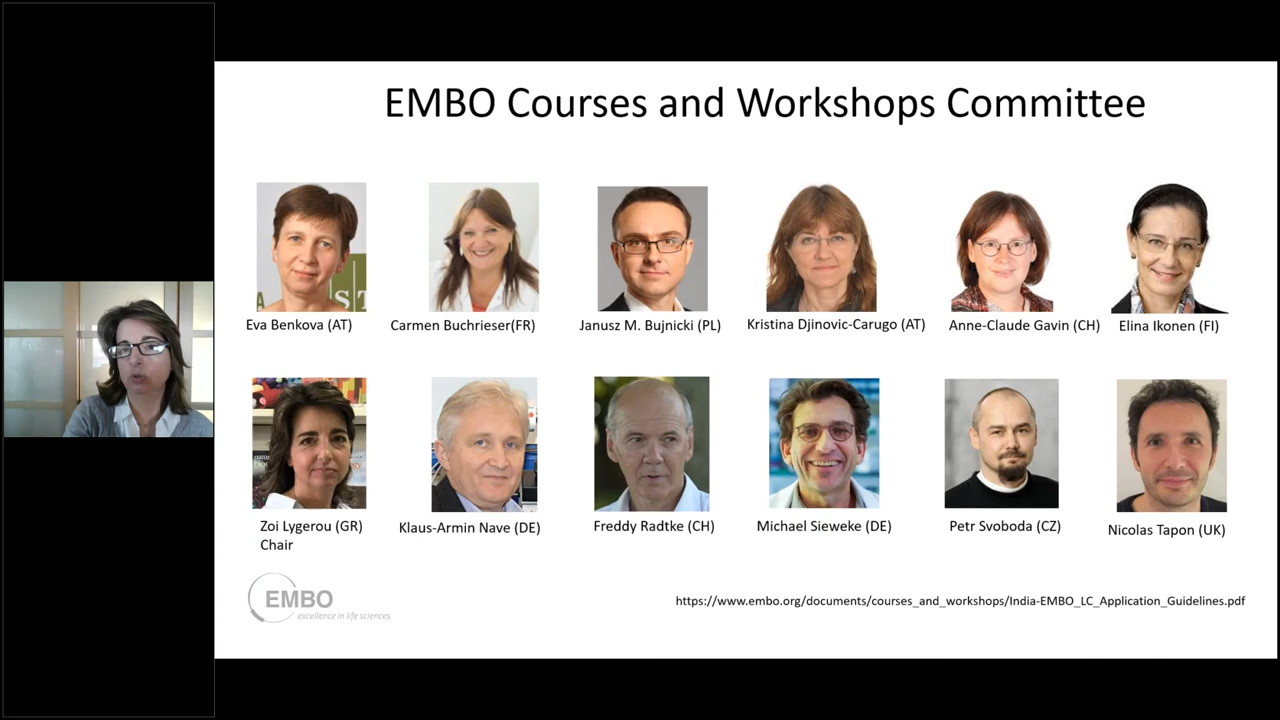 EMBO Courses and Workshops Committee
Eva Benkova (AT)
Carmen Buchrieser(FR)
Janusz M. Bujnicki (PL)
Kristina Djinovic-Carugo (AT)
Anne-Claude Gavin (CH)
Elina Ikonen (FI)
Zoi Lygerou (GR)
Chair
Klaus-Armin Nave (DE)
Freddy Radtke (CH)
Michael Sieweke (DE)
Petr Svoboda (CZ)
Nicolas Tapon (UK)
EMBO
excellence in life sciences
https://www.embo.org/documents/courses_and_workshops/India-EMBO_LC_Application_Guidelines.pdf